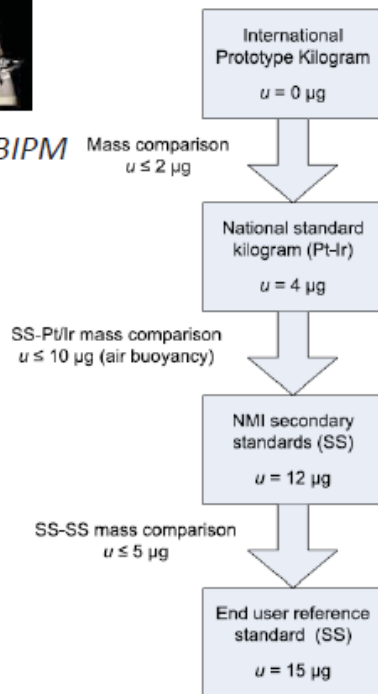 International
Prototype Kilogram
u = 0 µg
BIPM
Mass comparison
u ≤ 2 µg
National standard
kilogram (Pt-Ir)
u = 4 µg
SS-Pt/Ir mass comparison
u ≤ 10 µg (air buoyancy)
NMI secondary
standards (SS)
u = 12 µg
SS-SS mass comparison
u ≤ 5 µg
End user reference
standard (SS)
u = 15 µg